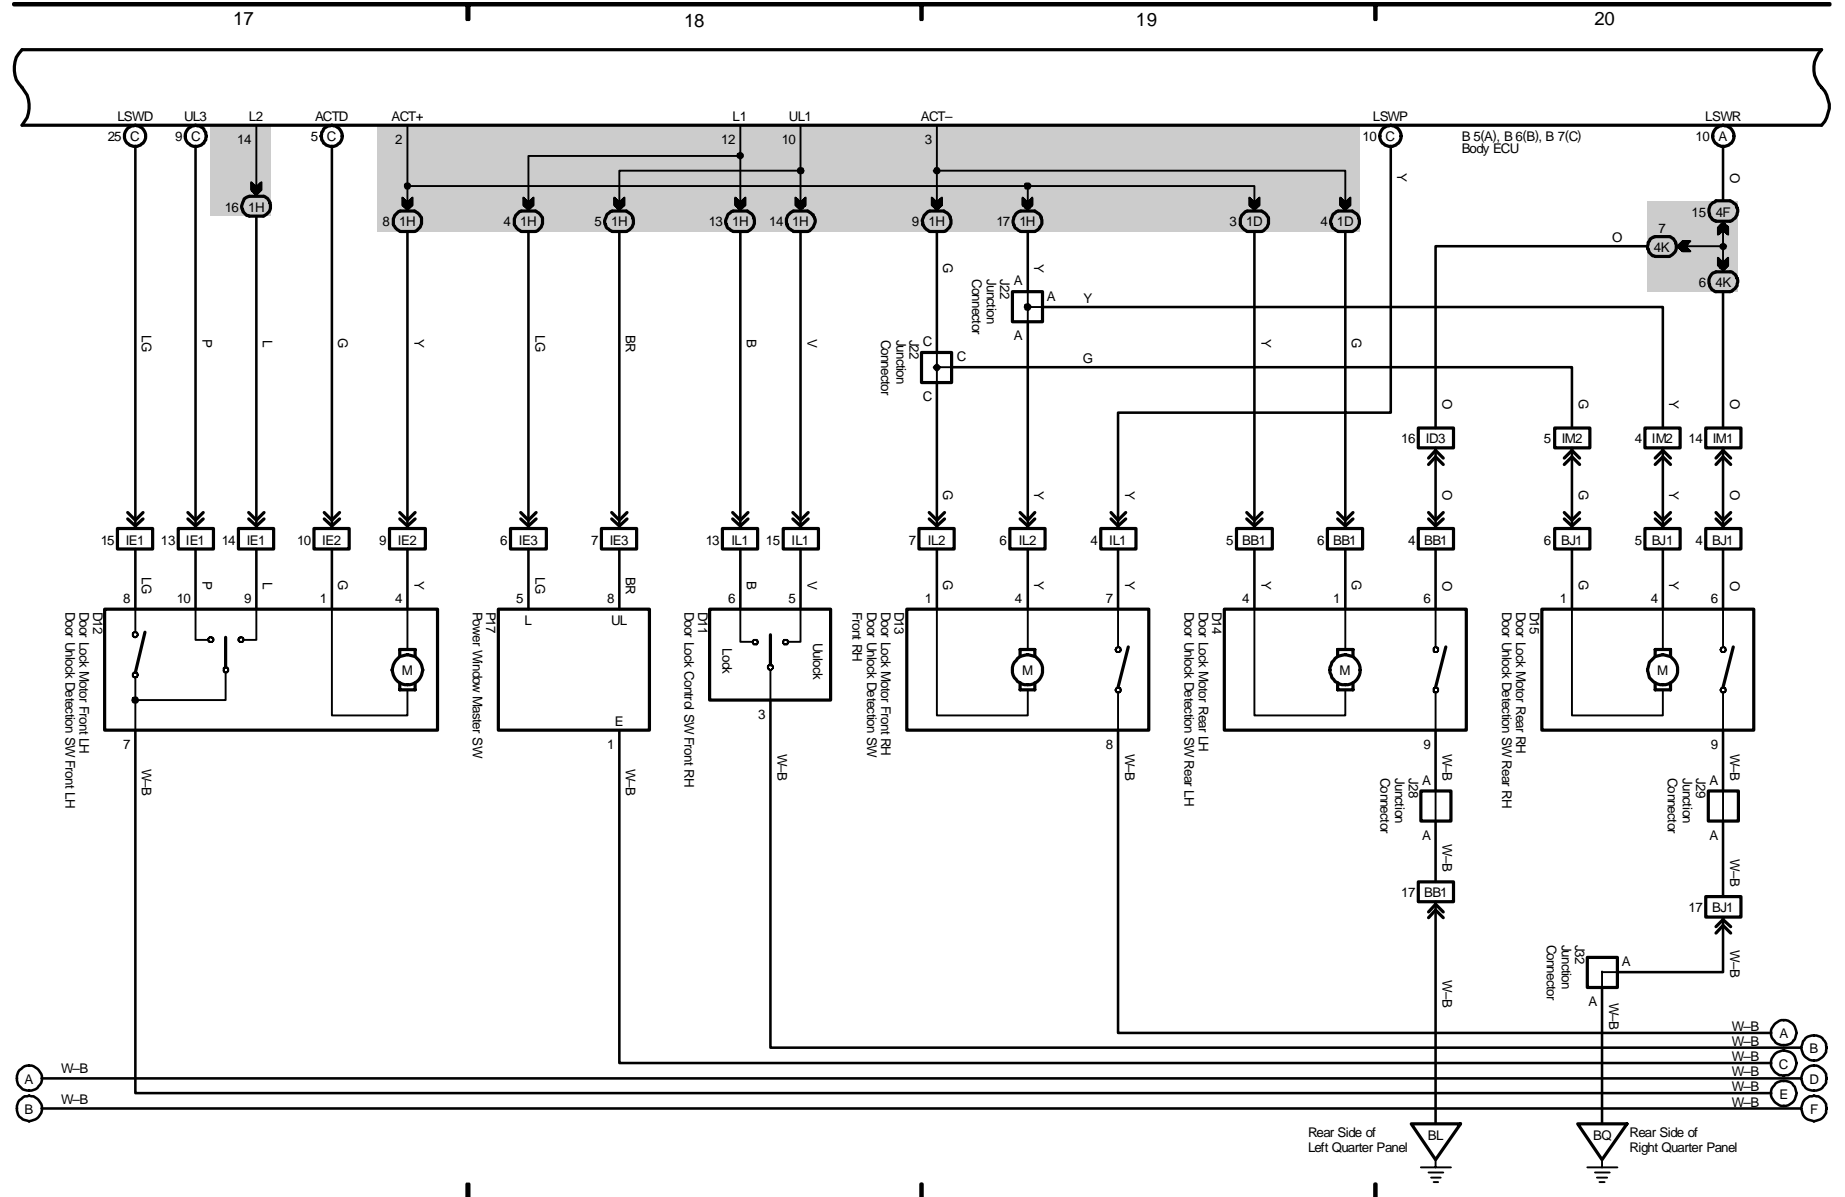 17 18 19 20
LSWD UL3 L2 ACTD ACT+ L1 UL1 ACT– LSWP LSWR
25 C 9 C 14 5 C 2 12 10 3 10 C 10 A
B 5(A), B 6(B), B 7(C)
Body ECU
Y O
16 1H
8 1H 4 1H 5 1H 13 1H 14 1H 9 1H 17 1H 3 1D 4 1D
15 4F
O 7 4K
6 4K
G Y
A A Y A
J22
Junction
Connector
C C G C
J22
Junction
Connector
LG P L G Y LG BR B V Y G
O G Y O
16 ID3 5 IM2 4 IM2 14 IM1
G Y Y O G Y O
15 IE1 13 IE1 14 IE1 10 IE2 9 IE2 6 IE3 7 IE3 13 IL1 15 IL1 7 IL2 6 IL2 4 IL1 5 BB1 6 BB1 4 BB1 6 BJ1 5 BJ1 4 BJ1
LG P L G Y LG BR B V G Y Y Y G O G Y O
8 10 9 1 4 5 8 6 5 1 4 7 4 1 6 1 4 6
D12
Door Lock Motor Front LH
Door Unlock Detection SW Front LH
M
7
P17
Power Window Master SW
L UL
E
1
D11
Door Lock Control SW Front RH
Lock
Uulock
3
D13
Door Lock Motor Front RH
Door Unlock Detection SW
Front RH
M
8
D14
Door Lock Motor Rear LH
Door Unlock Detection SW Rear LH
M
9
D15
Door Lock Motor Rear RH
Door Unlock Detection SW Rear RH
M
9
W–B W–B W–B W–B W–B W–B
A
J28
Junction
Connector
A
W–B
17 BB1
W–B
A
J29
Junction
Connector
A
W–B
17 BJ1
W–B
J32
Junction
Connector
A
A
W–B
W–B A
W–B B
W–B C
A W–B W–B D
W–B E
B W–B W–B F
Rear Side of
Left Quarter Panel
BL
BQ
Rear Side of
Right Quarter Panel